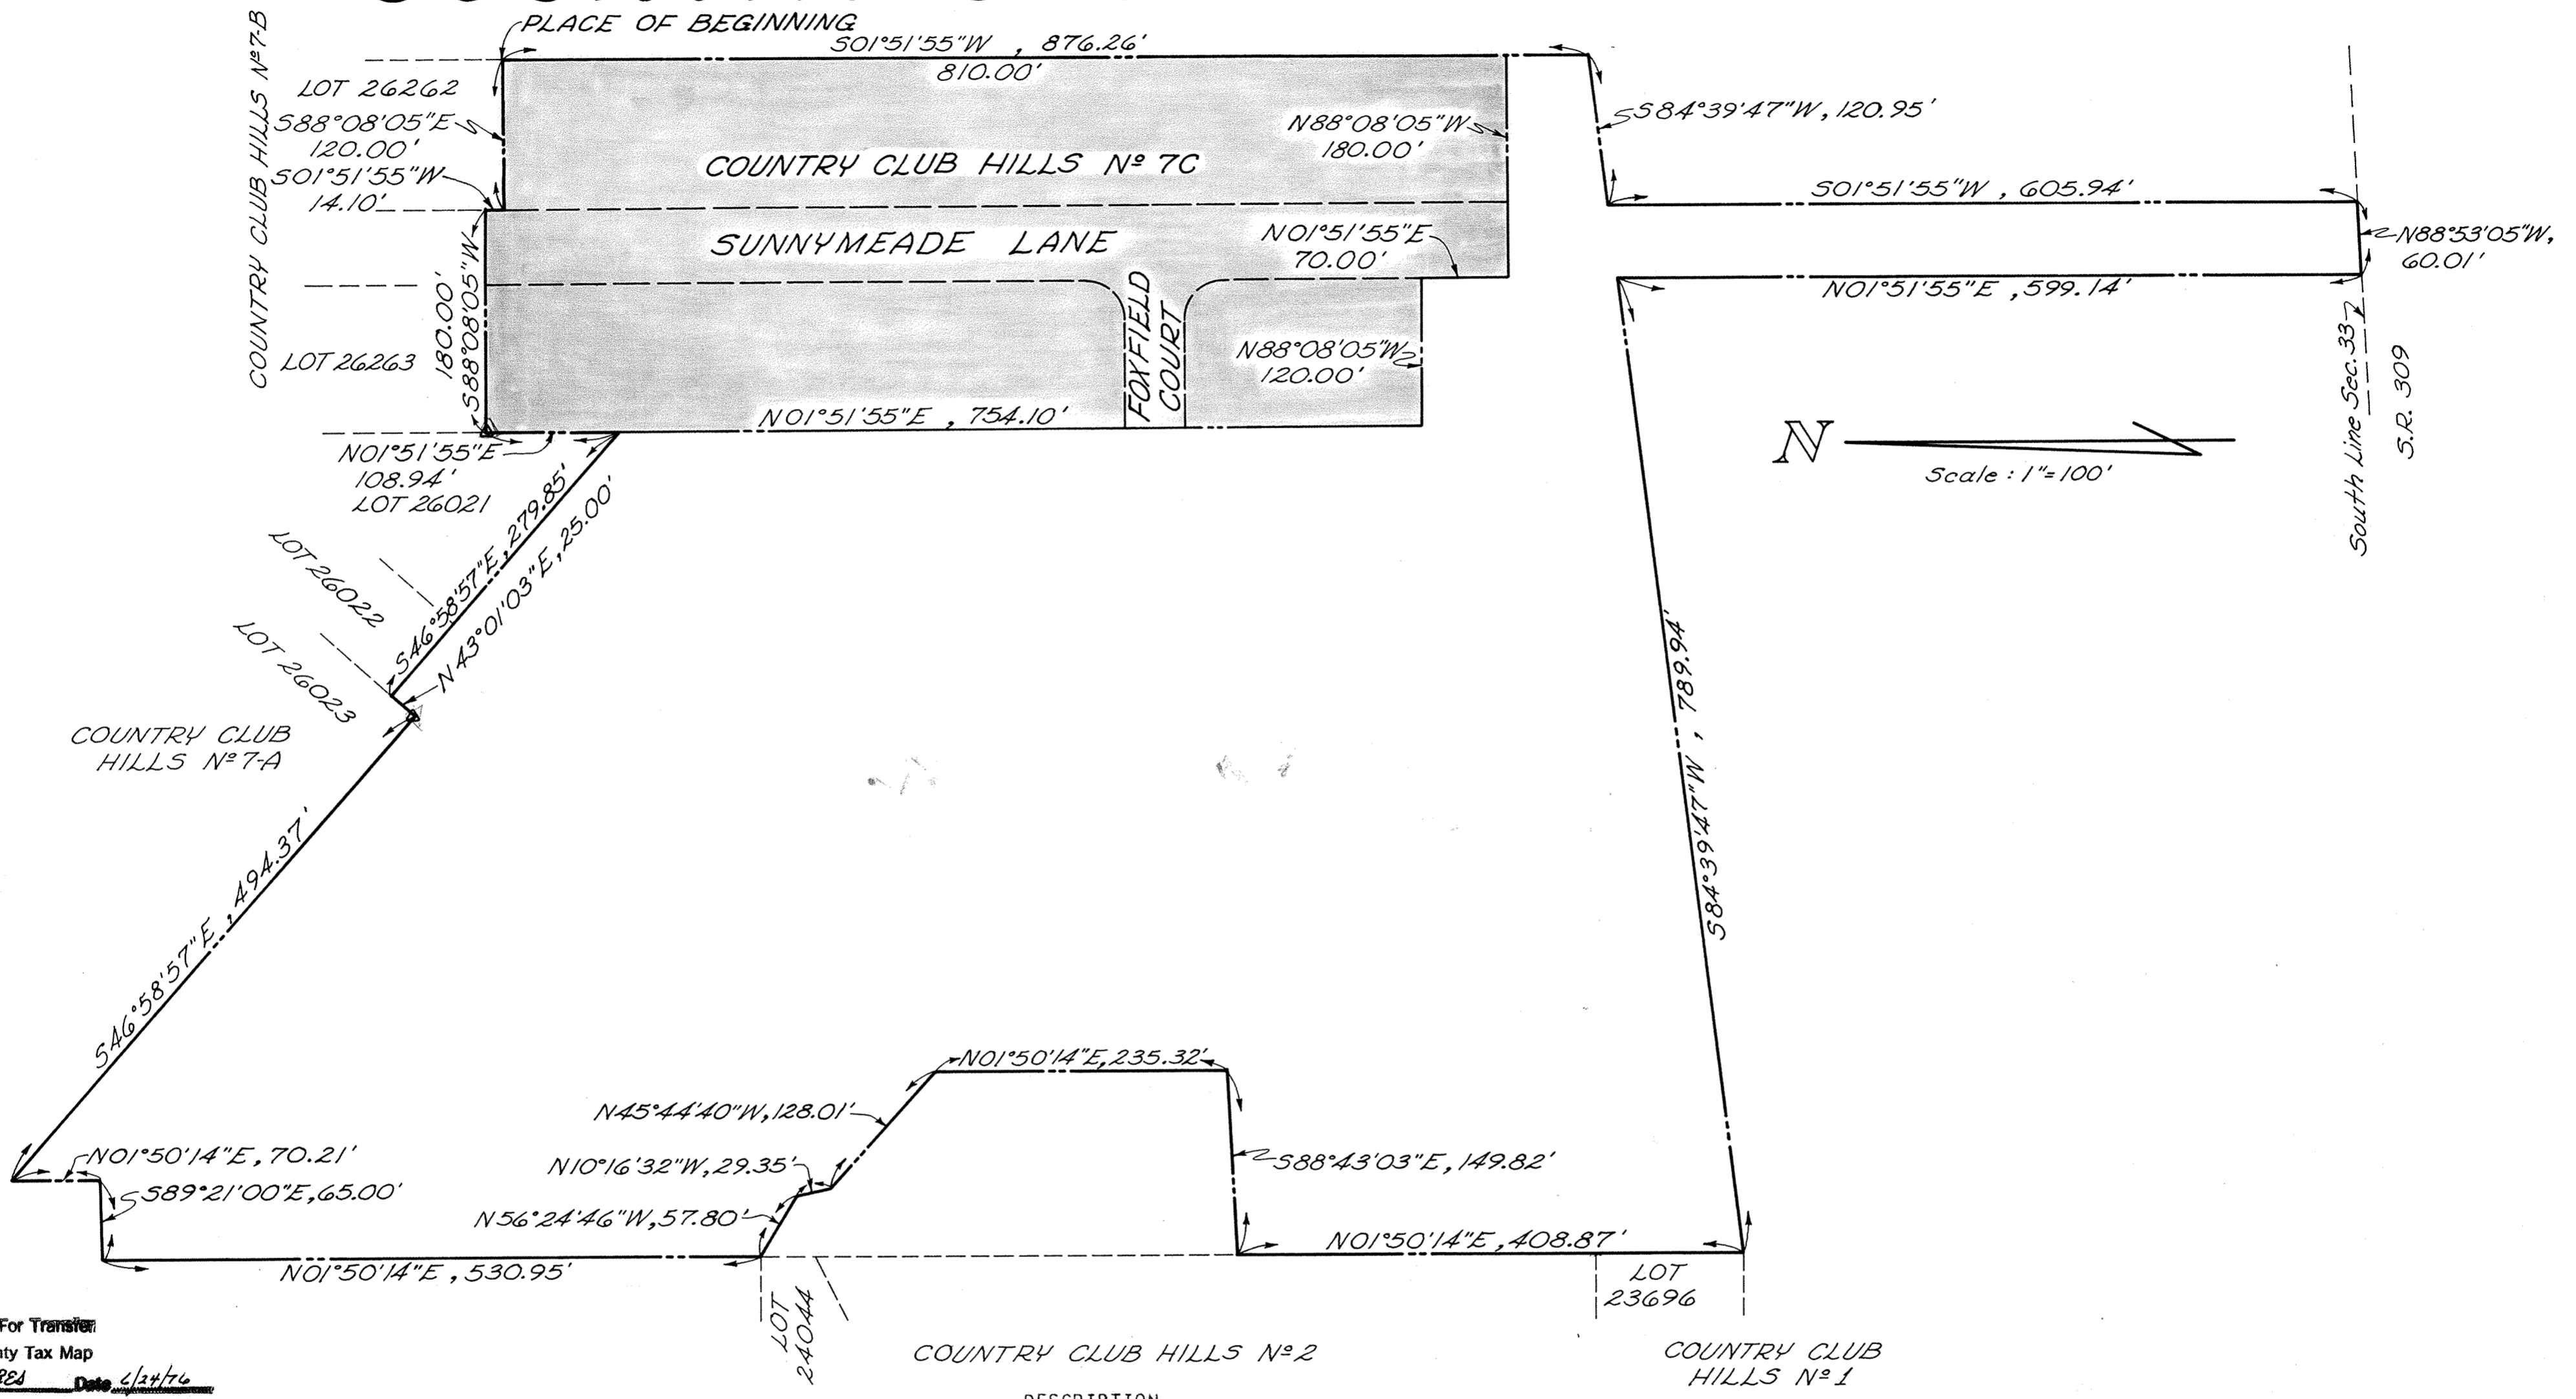 PLACE OF BEGINNING
S01°51'55"W , 876.26'
810.00'
COUNTRY CLUB HILLS Nº7-B
LOT 26262
S88°08'05"E
120.00'
S01°51'55"W
14.10'
S84°39'47"W, 120.95'
N88°08'05"W
180.00'
COUNTRY CLUB HILLS Nº 7C
S01°51'55"W , 605.94'
N88°53'05"W,
60.01'
SUNNYMEADE LANE
N01°51'55"E
70.00'
N01°51'55"E , 599.14'
180.00'
S88°08'05"W
LOT 26263
FOXFIELD
COURT
N88°08'05"W
120.00'
South Line Sec. 33
S.R. 309
N01°51'55"E , 754.10'
N01°51'55"E
108.94'
LOT 26021
N
Scale : 1"=100'
S46°58'57"E, 279.85'
N43°01'03"E, 25.00'
LOT 26022
LOT 26023
COUNTRY CLUB
HILLS Nº7-A
S84°39'47"W , 789.94'
S46°58'57"E , 494.37'
N01°50'14"E, 235.32'
N45°44'40"W, 128.01'
N01°50'14"E, 70.21'
N10°16'32"W, 29.35'
S88°43'03"E, 149.82'
S89°21'00"E, 65.00'
N56°24'46"W, 57.80'
N01°50'14"E , 408.87'
N01°50'14"E , 530.95'
LOT
23696
LOT
24044
For Transfer
nty Tax Map
Date 6/24/76
COUNTRY CLUB HILLS Nº2
COUNTRY CLUB
HILLS Nº1
DESCRIPTION